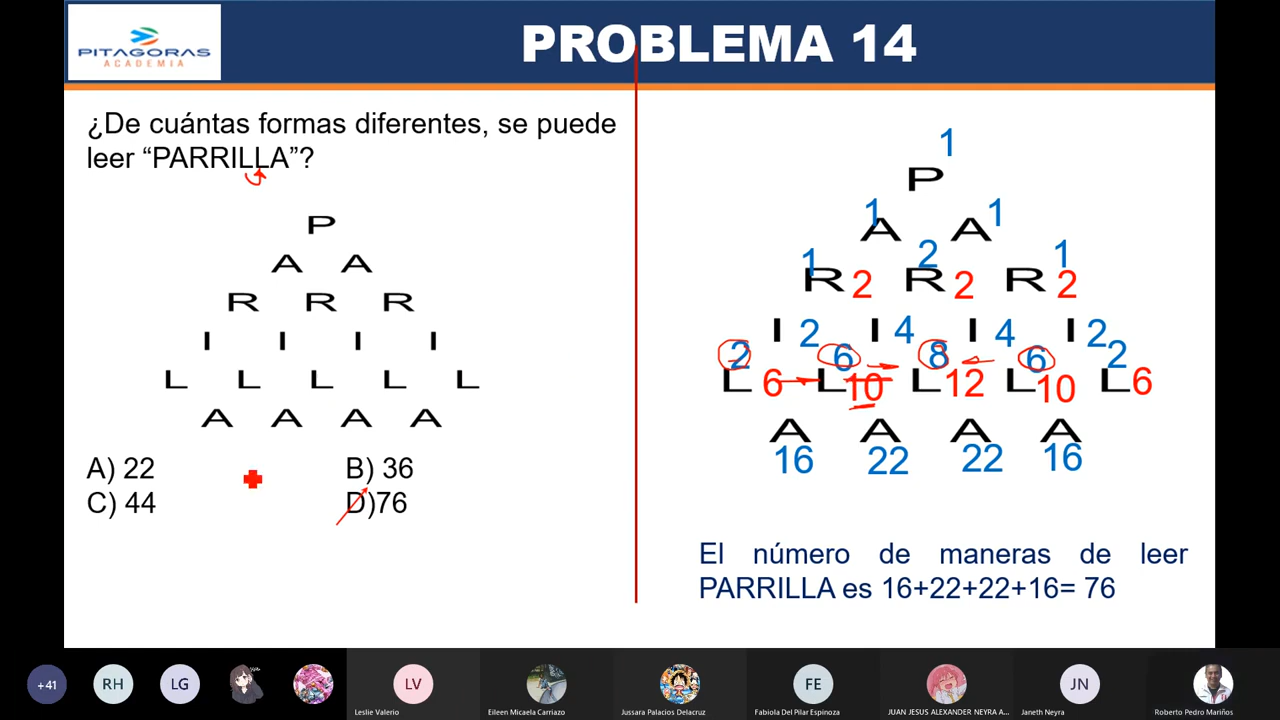 PITAGORAS
ACADEMIA
PROBLEMA 14
¿De cuántas formas diferentes, se puede
leer “PARRILLA”?
P
A A
R R R
I I I I
L L L L L
A A A A
A) 22 B) 36
C) 44 D)76
1
P
1 1
A A
1 2 1
R 2 R 2 R 2
I 2 I 4 I 4 I 2
2 6 8 6 2
L 6 L 10 L 12 L 10 L 6
A A A A
16 22 22 16
El número de maneras de leer
PARRILLA es 16+22+22+16= 76
+41 RH LG LV FE JN
Leslie Valerio Eileen Micaela Carriazo Jussara Palacios Delacruz Fabiola Del Pilar Espinoza JUAN JESUS ALEXANDER NEYRA A... Janeth Neyra Roberto Pedro Mariños